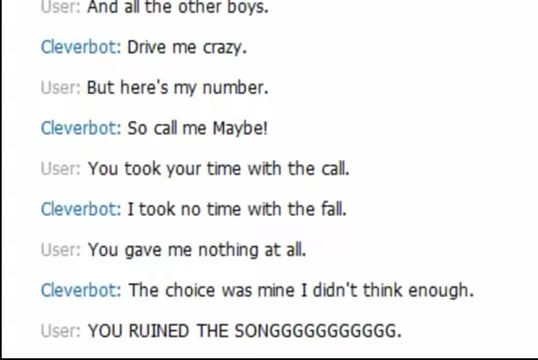 User: And all the other boys.
Cleverbot: Drive me crazy.
User: But here's my number.
Cleverbot: So call me Maybe!
User: You took your time with the call.
Cleverbot: I took no time with the fall.
User: You gave me nothing at all.
Cleverbot: The choice was mine I didn't think enough.
User: YOU RUINED THE SONGGGGGGGGGGG.